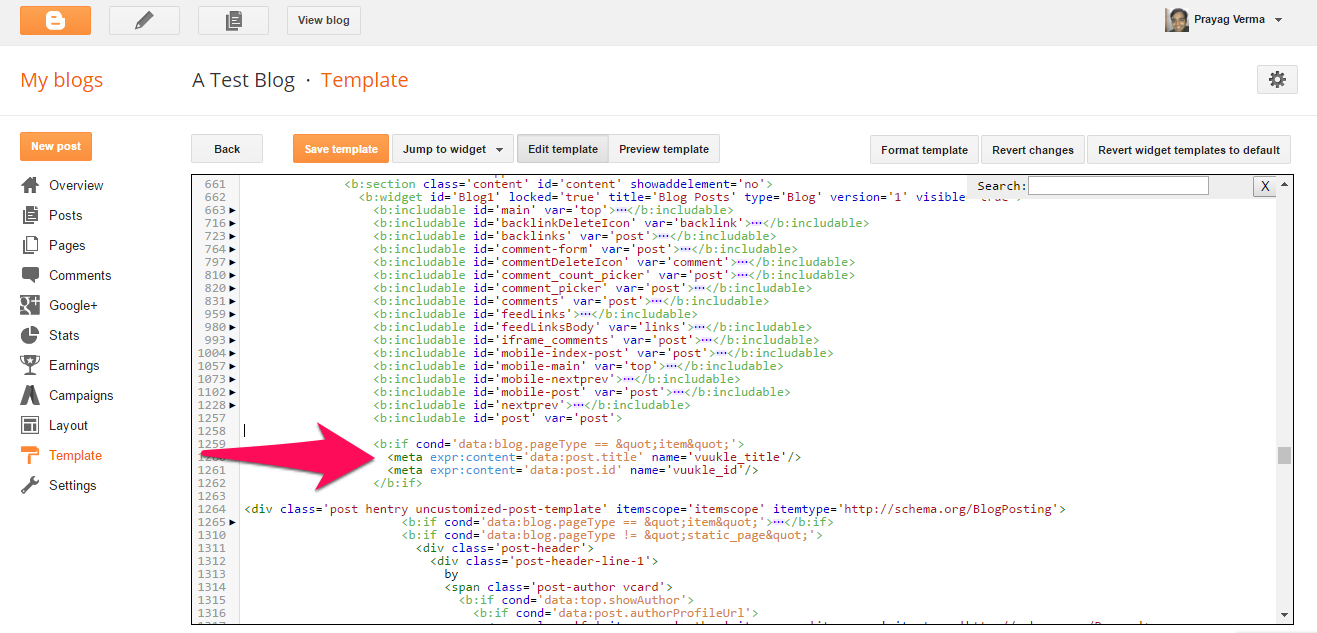 View blog
Prayag Verma
My blogs
A Test Blog · Template
New post
Overview
Posts
Pages
Comments
Google+
Stats
Earnings
Campaigns
Layout
Template
Settings
Back
Save template
Jump to widget
Edit template
Preview template
Format template
Revert changes
Revert widget templates to default
Search:
X
661 <b:section class='content' id='content' showaddelement='no'>
662 <b:widget id='Blog1' locked='true' title='Blog Posts' type='Blog' version='1' visible='true'>
663 <b:includable id='main' var='top'>⋯</b:includable>
716 <b:includable id='backlinkDeleteIcon' var='backlink'>⋯</b:includable>
723 <b:includable id='backlinks' var='post'>⋯</b:includable>
764 <b:includable id='comment-form' var='post'>⋯</b:includable>
797 <b:includable id='commentDeleteIcon' var='comment'>⋯</b:includable>
810 <b:includable id='comment_count_picker' var='post'>⋯</b:includable>
820 <b:includable id='comment_picker' var='post'>⋯</b:includable>
831 <b:includable id='comments' var='post'>⋯</b:includable>
959 <b:includable id='feedLinks'>⋯</b:includable>
980 <b:includable id='feedLinksBody' var='links'>⋯</b:includable>
993 <b:includable id='iframe_comments' var='post'>⋯</b:includable>
1004 <b:includable id='mobile-index-post' var='post'>⋯</b:includable>
1057 <b:includable id='mobile-main' var='top'>⋯</b:includable>
1073 <b:includable id='mobile-nextprev'>⋯</b:includable>
1102 <b:includable id='mobile-post' var='post'>⋯</b:includable>
1228 <b:includable id='nextprev'>⋯</b:includable>
1257 <b:includable id='post' var='post'>
1258
1259 <b:if cond='data:blog.pageType == &quot;item&quot;'>
1260 <meta expr:content='data:post.title' name='vuukle_title'/>
1261 <meta expr:content='data:post.id' name='vuukle_id'/>
1262 </b:if>
1263
1264 <div class='post hentry uncustomized-post-template' itemscope='itemscope' itemtype='http://schema.org/BlogPosting'>
1265 <b:if cond='data:blog.pageType == &quot;item&quot;'>⋯</b:if>
1310 <b:if cond='data:blog.pageType != &quot;static_page&quot;'>
1311 <div class='post-header'>
1312 <div class='post-header-line-1'>
1313 by
1314 <span class='post-author vcard'>
1315 <b:if cond='data:top.showAuthor'>
1316 <b:if cond='data:post.authorProfileUrl'>